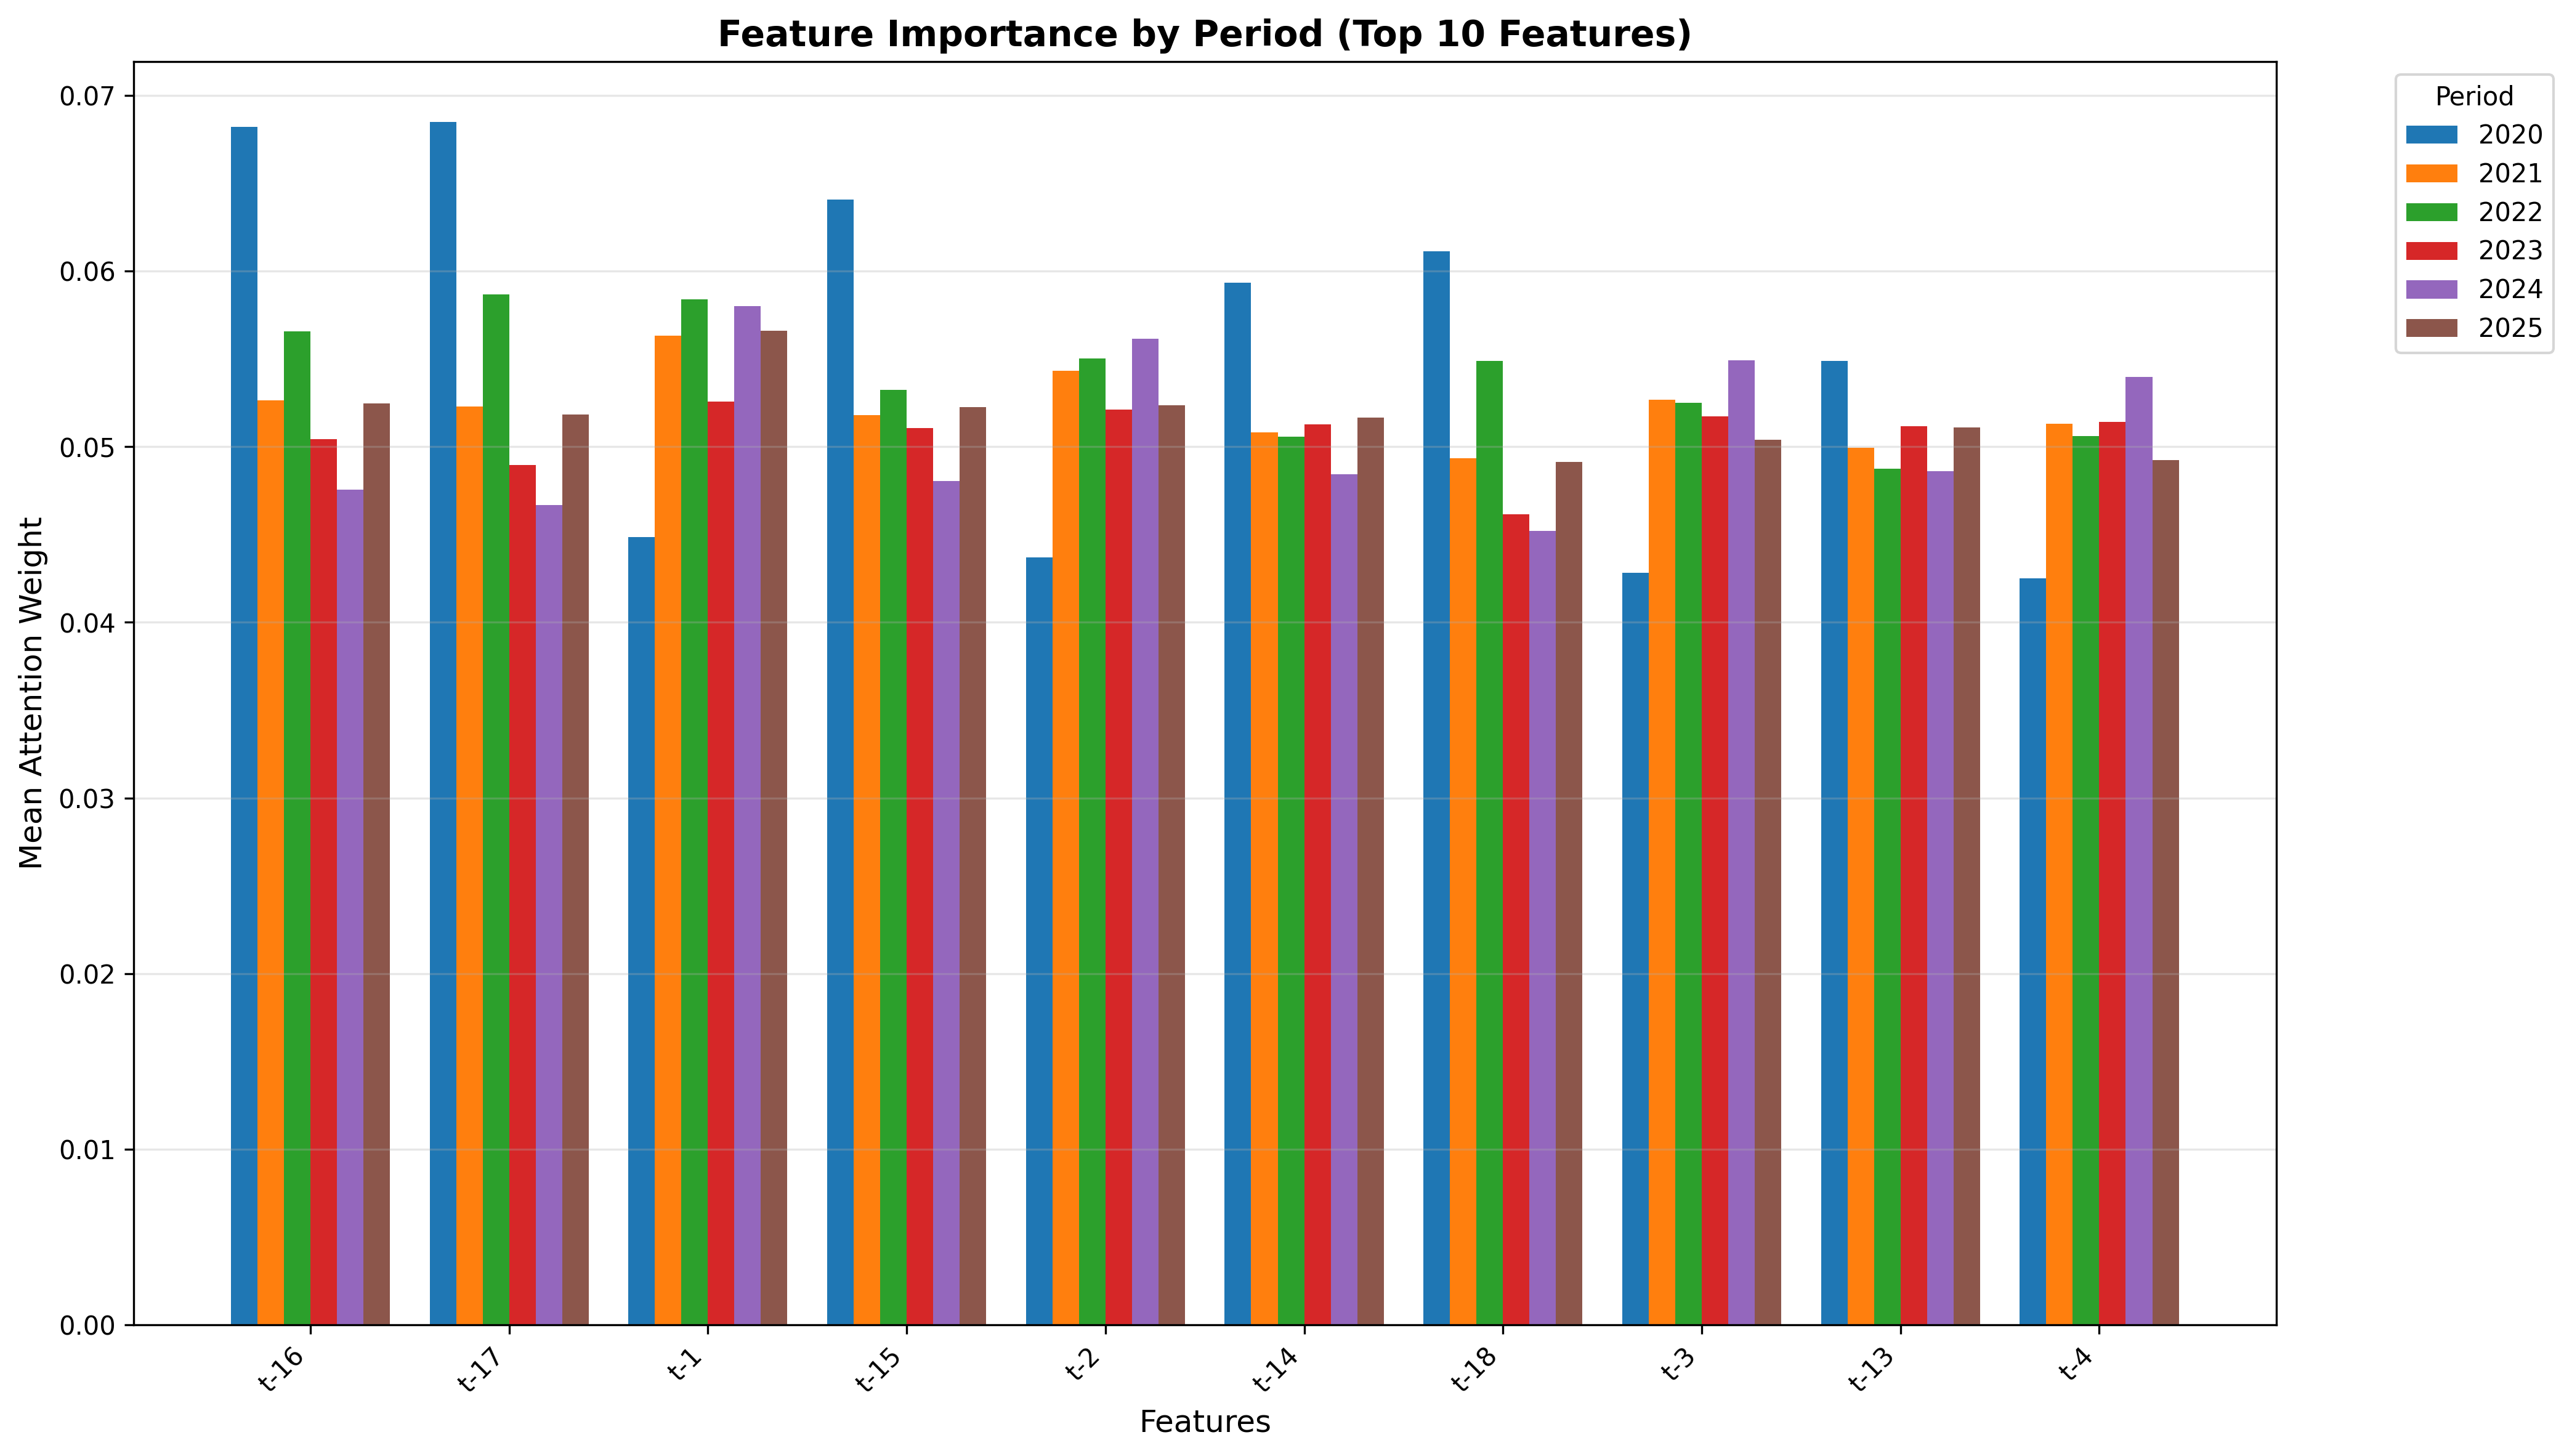 Feature Importance by Period (Top 10 Features)
Period
2020
2021
2022
2023
2024
2025
Mean Attention Weight
0.07
0.06
0.05
0.04
0.03
0.02
0.01
0.00
t-16
t-17
t-1
t-15
t-2
t-14
t-18
t-3
t-13
t-4
Features